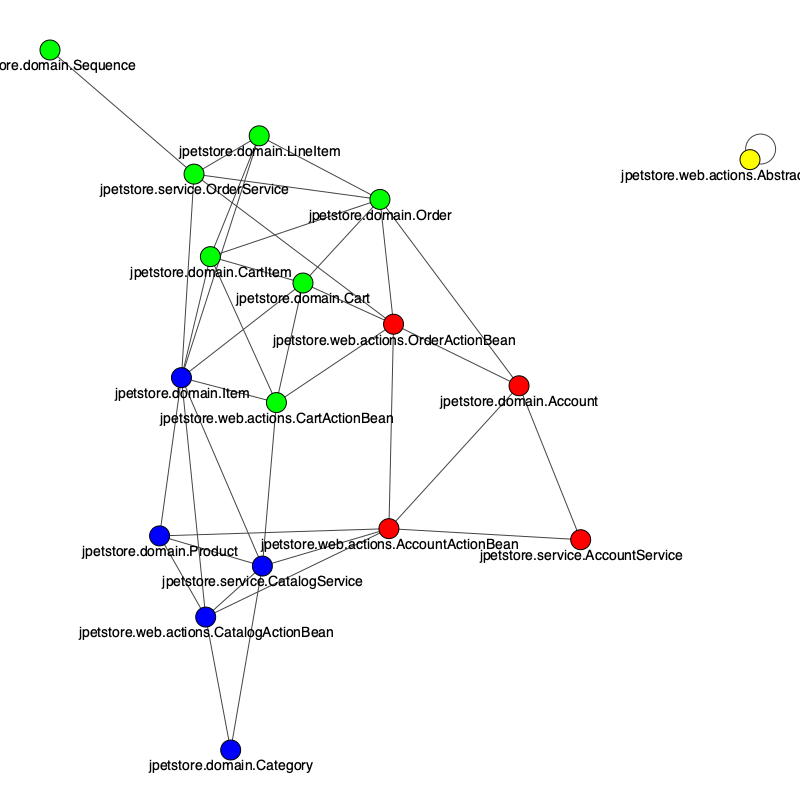 ore.domain.Sequence
jpetstore.domain.LineItem
jpetstore.web.actions.Abstrac
jpetstore.service.OrderService
jpetstore.domain.Order
jpetstore.domain.CartItem
jpetstore.domain.Cart
jpetstore.web.actions.OrderActionBean
jpetstore.domain.Item
jpetstore.domain.Account
jpetstore.web.actions.CartActionBean
jpetstore.web.actions.AccountActionBean
jpetstore.domain.Product
jpetstore.service.AccountService
jpetstore.service.CatalogService
jpetstore.web.actions.CatalogActionBean
jpetstore.domain.Category